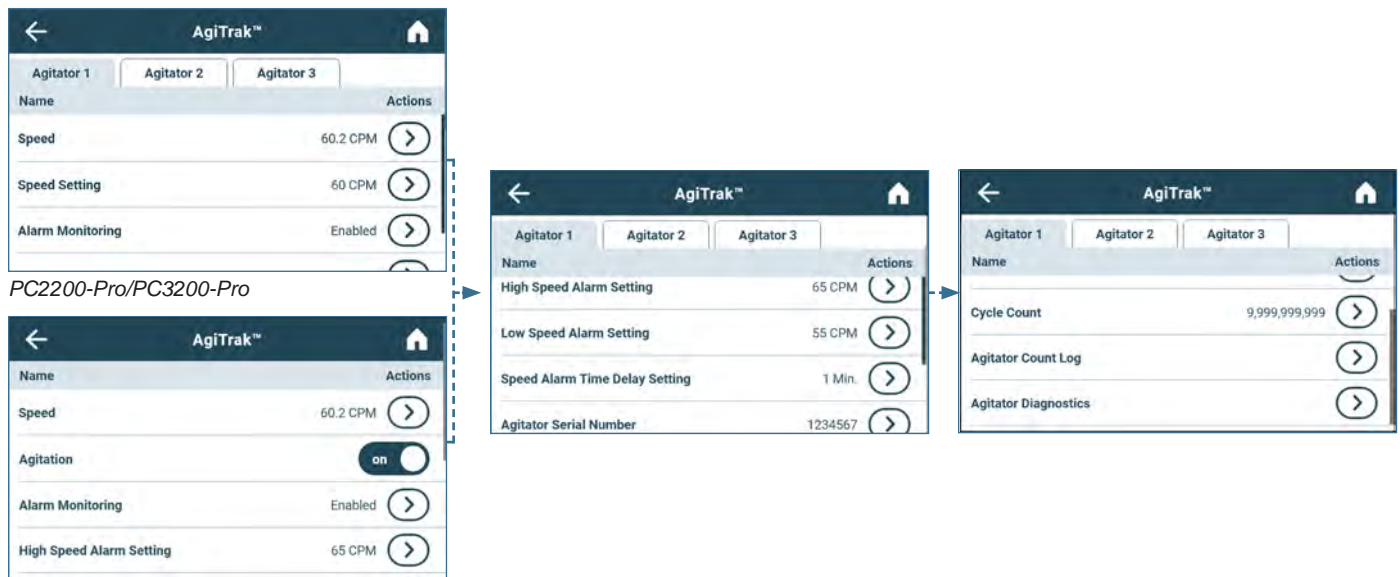 AgiTrak™
Agitator 1 Agitator 2 Agitator 3
Name Actions
Speed 60.2 CPM
Speed Setting 60 CPM
Alarm Monitoring Enabled
PC2200-Pro/PC3200-Pro
AgiTrak™
Name Actions
Speed 60.2 CPM
Agitation on
Alarm Monitoring Enabled
High Speed Alarm Setting 65 CPM
AgiTrak™
Agitator 1 Agitator 2 Agitator 3
Name Actions
High Speed Alarm Setting 65 CPM
Low Speed Alarm Setting 55 CPM
Speed Alarm Time Delay Setting 1 Min.
Agitator Serial Number 1234567
AgiTrak™
Agitator 1 Agitator 2 Agitator 3
Name Actions
Cycle Count 9,999,999,999
Agitator Count Log
Agitator Diagnostics